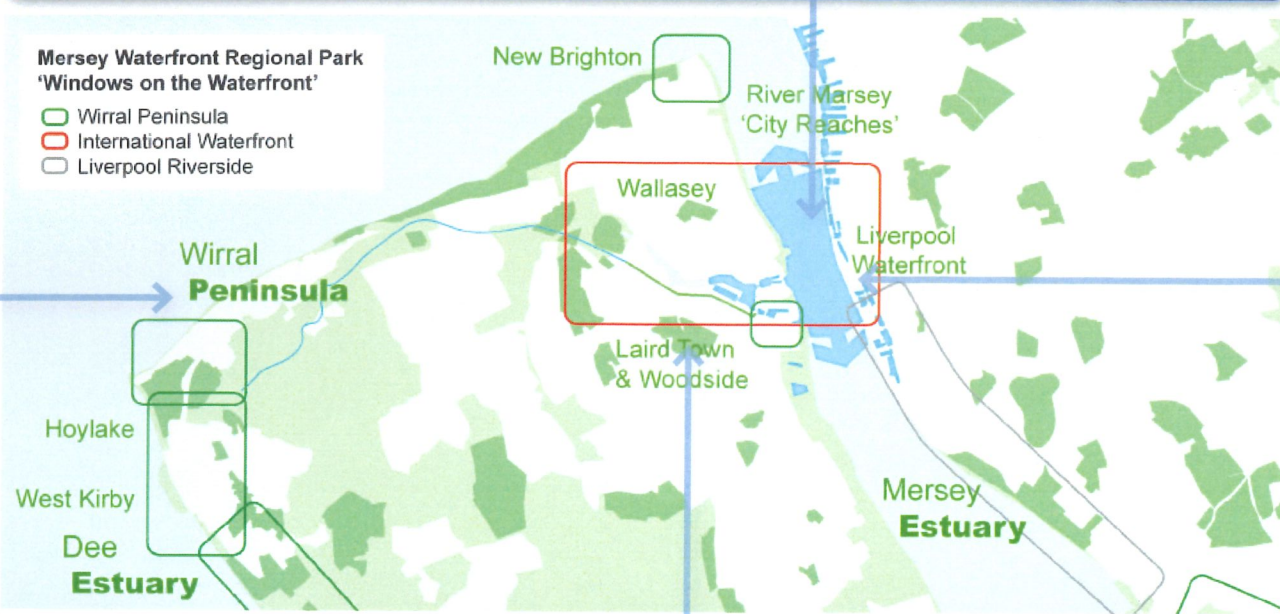 Mersey Waterfront Regional Park
'Windows on the Waterfront'
Wirral Peninsula
International Waterfront
Liverpool Riverside
New Brighton
River Marsey
'City Reaches'
Wallasey
Liverpool
Waterfront
Wirral
Peninsula
Laird Town
& Woodside
Hoylake
West Kirby
Dee
Estuary
Mersey
Estuary